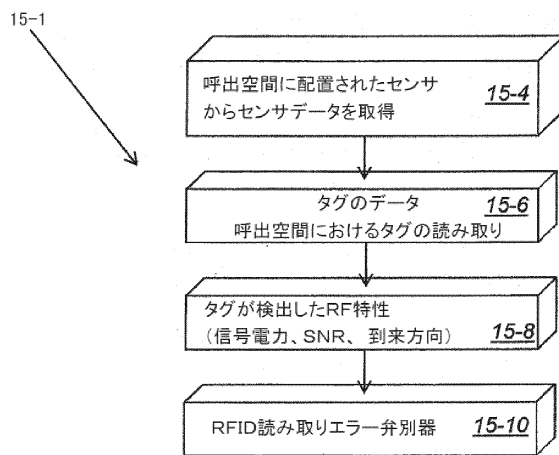 15-1
呼出空間に配置されたセンサ
からセンサデータを取得
15-4
タグのデータ
15-6
呼出空間におけるタグの読み取り
タグが検出したRF特性
(信号電力、SNR、 到来方向)
15-8
RFID読み取りエラー弁別器
15-10